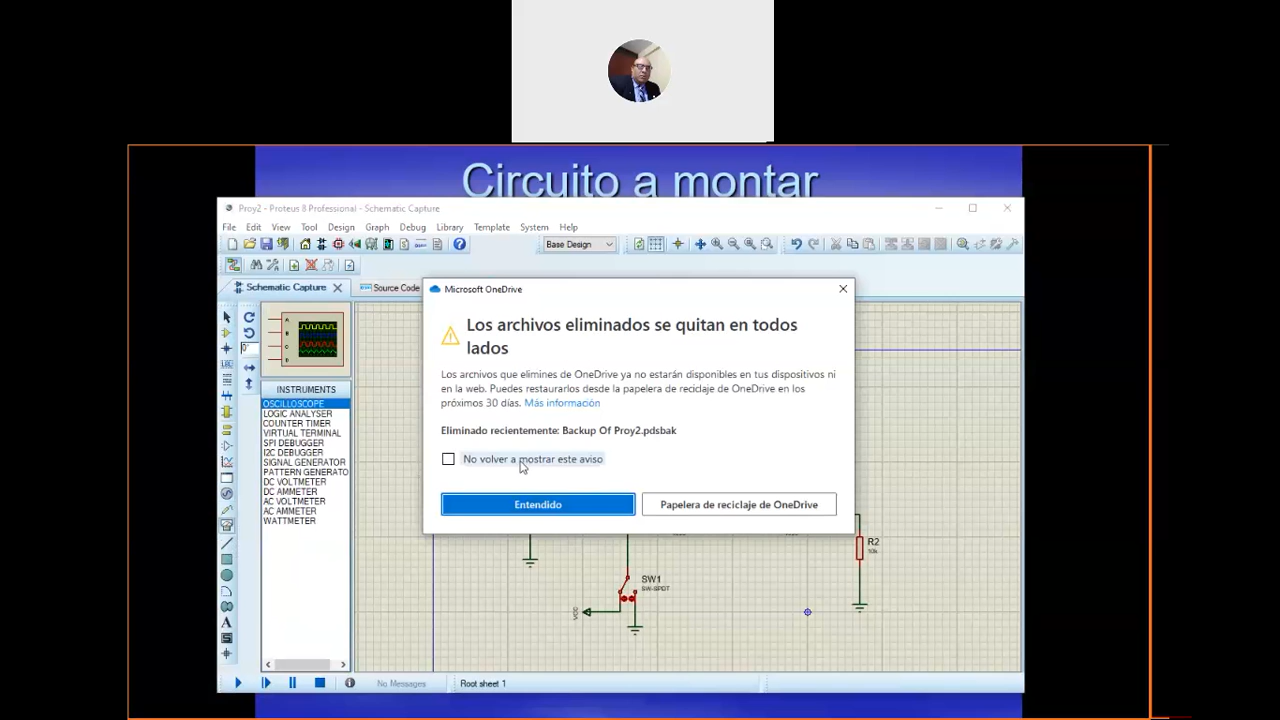 Circuito a montar
Proy2 - Proteus 8 Professional - Schematic Capture
File Edit View Tool Design Graph Debug Library Template System Help
Base Design
Schematic Capture
Source Code
Microsoft OneDrive
Los archivos eliminados se quitan en todos
lados
Los archivos que elimines de OneDrive ya no estarán disponibles en tus dispositivos ni
en la web. Puedes restaurarlos desde la papelera de reciclaje de OneDrive en los
próximos 30 días. Más información
Eliminado recientemente: Backup Of Proy2.pdsbak
No volver a mostrar este aviso
Entendido
Papelera de reciclaje de OneDrive
A
B
C
D
INSTRUMENTS
OSCILLOSCOPE
LOGIC ANALYSER
COUNTER TIMER
VIRTUAL TERMINAL
SPI DEBUGGER
I2C DEBUGGER
SIGNAL GENERATOR
PATTERN GENERATO
DC VOLTMETER
DC AMMETER
AC VOLTMETER
AC AMMETER
WATTMETER
R2
10k
SW1
SW-SPDT
VCC
No Messages
Root sheet 1